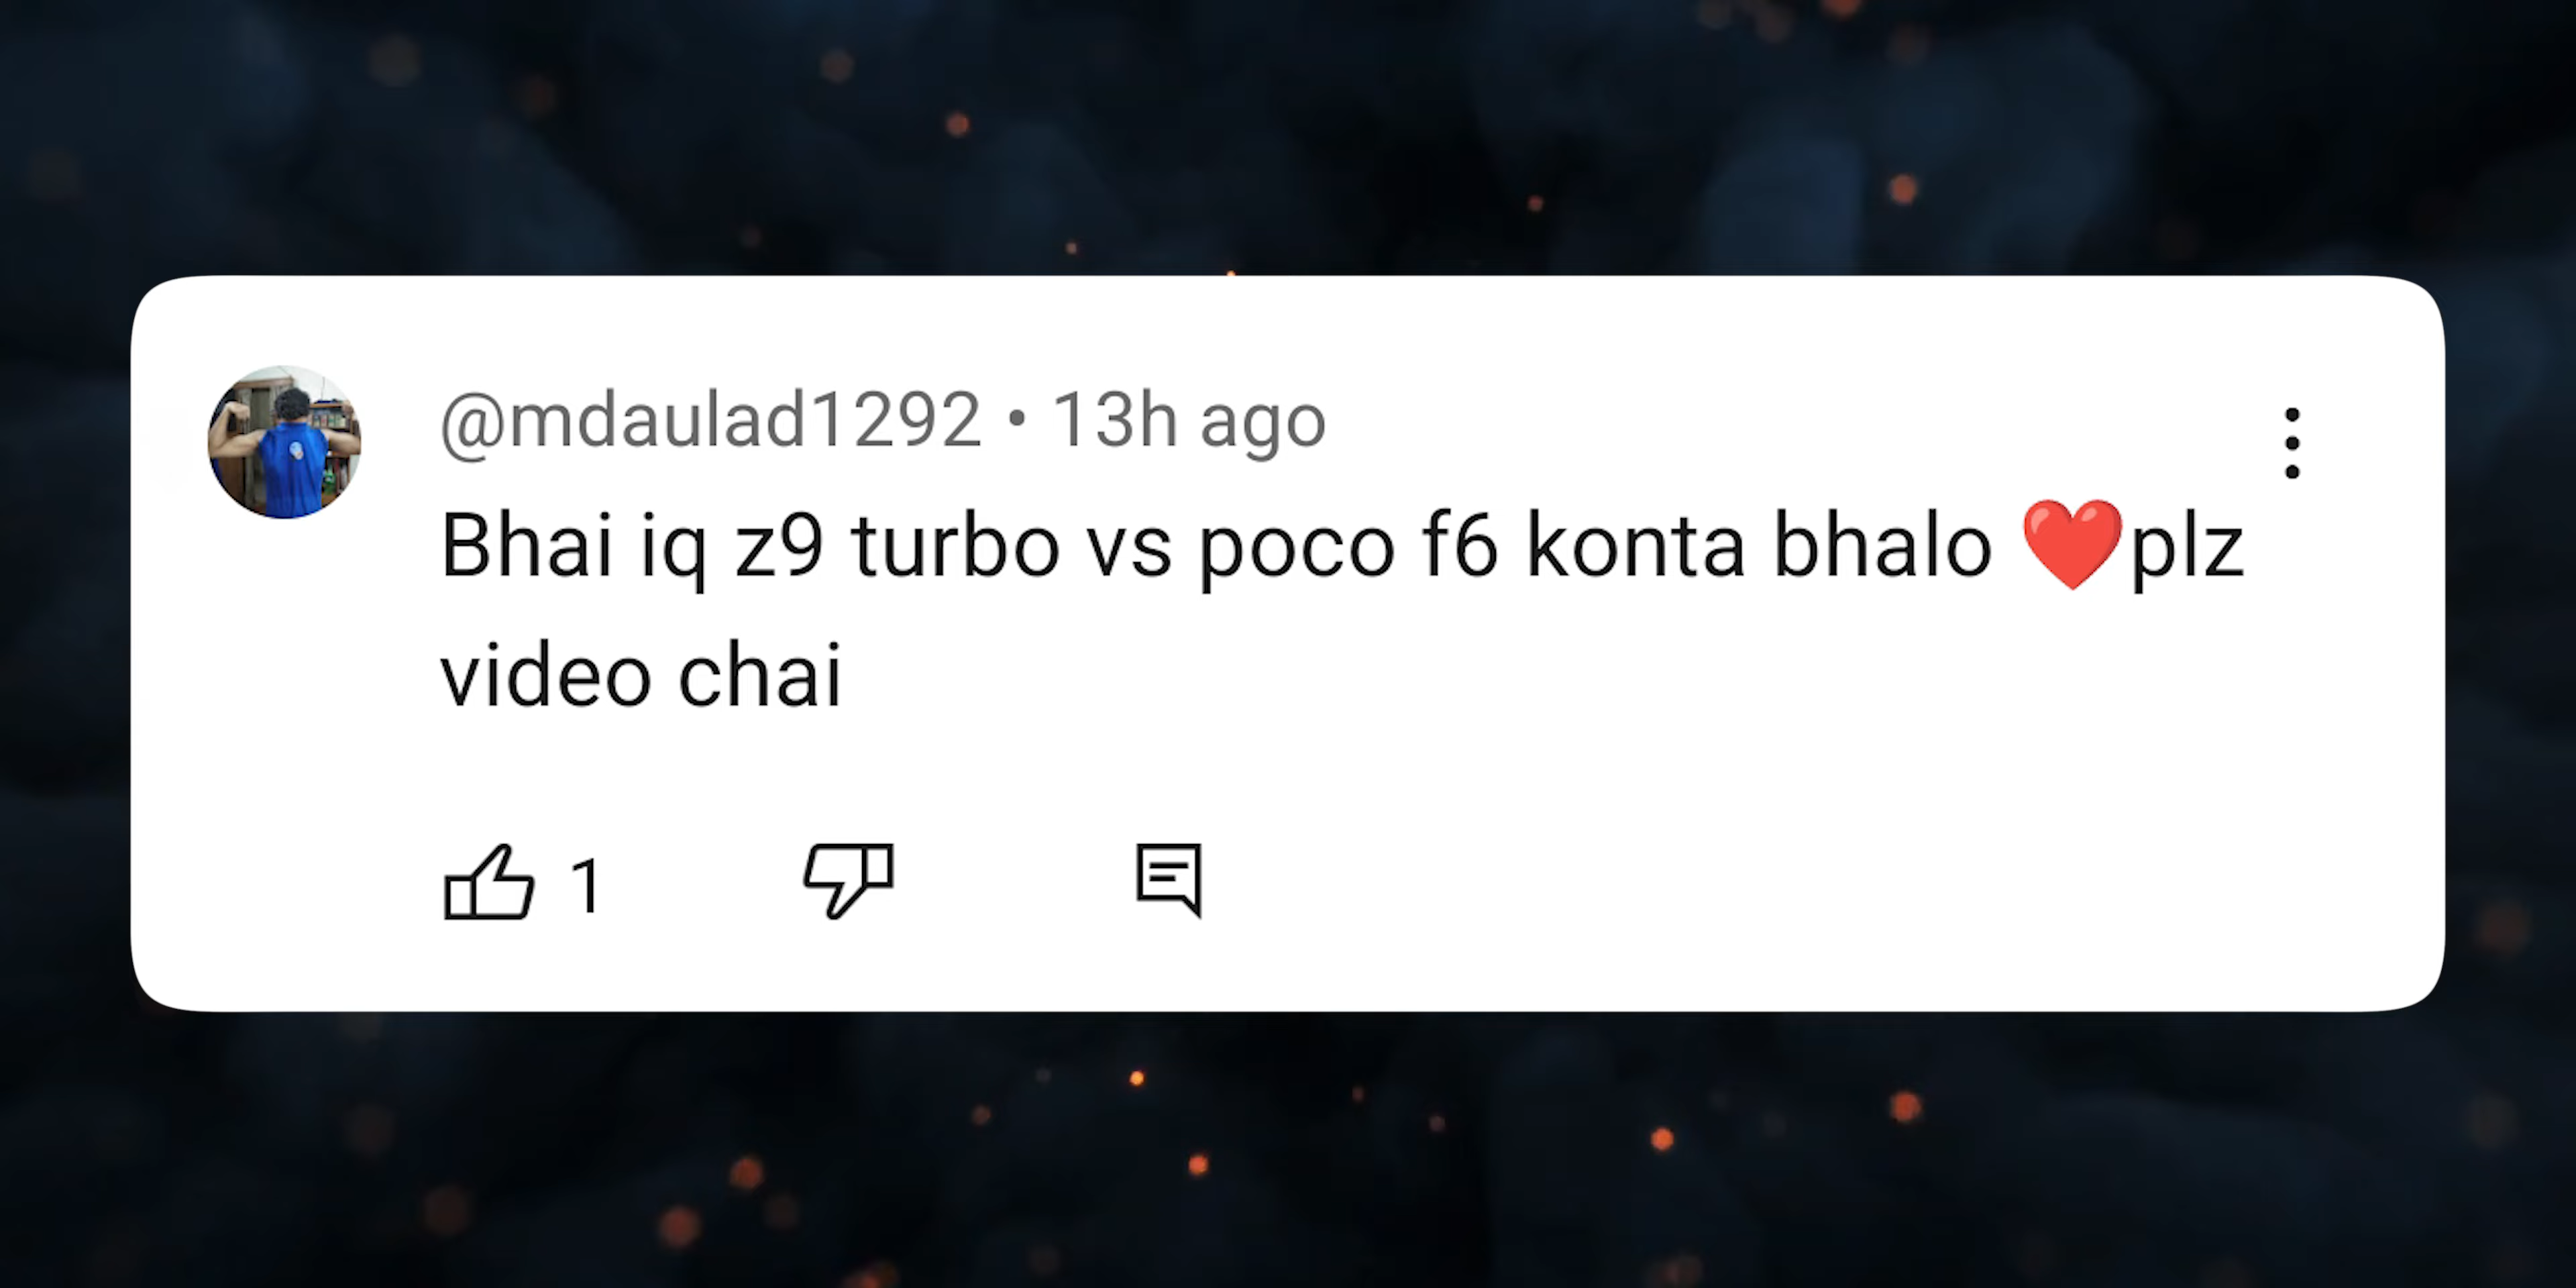 @mdaulad1292 • 13h ago
Bhai iq z9 turbo vs poco f6 konta bhalo ❤️plz
video chai
1